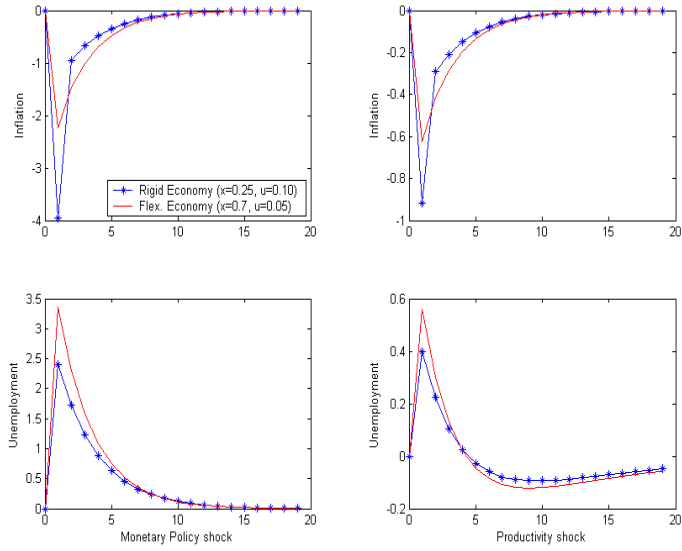 0
-1
-2
-3
-4
Inflation
0 5 10 15 20
Rigid Economy (x=0.25, u=0.10)
Flex. Economy (x=0.7, u=0.05)
0
-0.2
-0.4
-0.6
-0.8
-1
Inflation
0 5 10 15 20
3.5
3
2.5
2
1.5
1
0.5
0
Unemployment
0 5 10 15 20
Monetary Policy shock
0.6
0.4
0.2
0
-0.2
Unemployment
0 5 10 15 20
Productivity shock